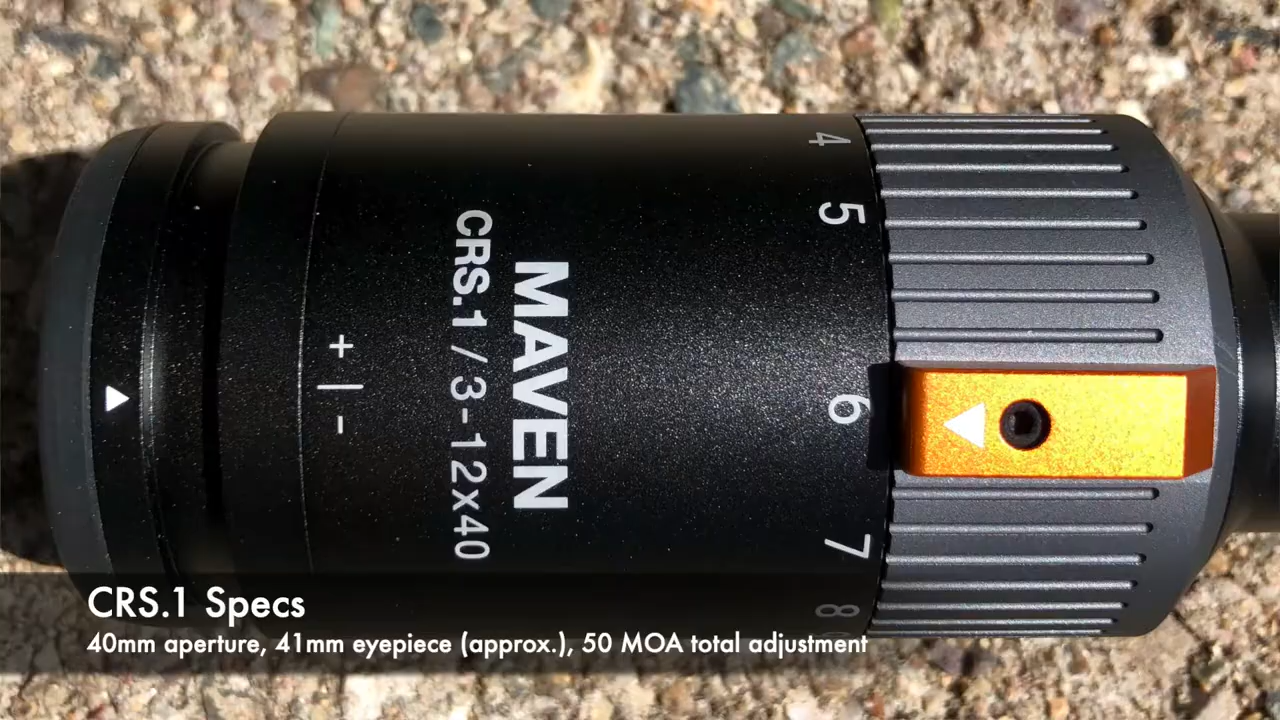 4
5
6
7
8
MAVEN
CRS.1 / 3-12x40
+ | -
CRS.1 Specs
40mm aperture, 41mm eyepiece (approx.), 50 MOA total adjustment